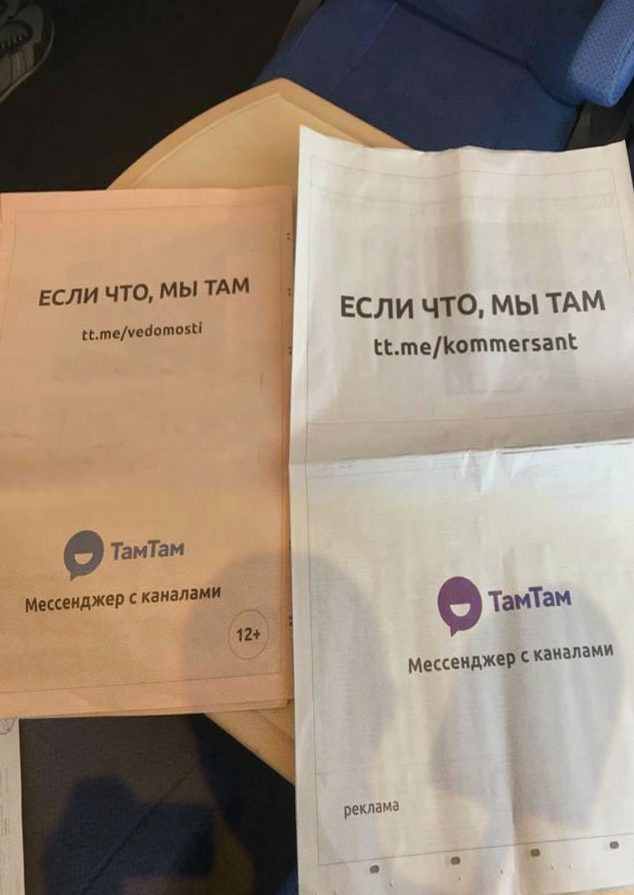 ЕСЛИ ЧТО, МЫ ТАМ
tt.me/vedomosti
ТамТам
Мессенджер с каналами
12+
ЕСЛИ ЧТО, МЫ ТАМ
tt.me/kommersant
ТамТам
Мессенджер с каналами
реклама